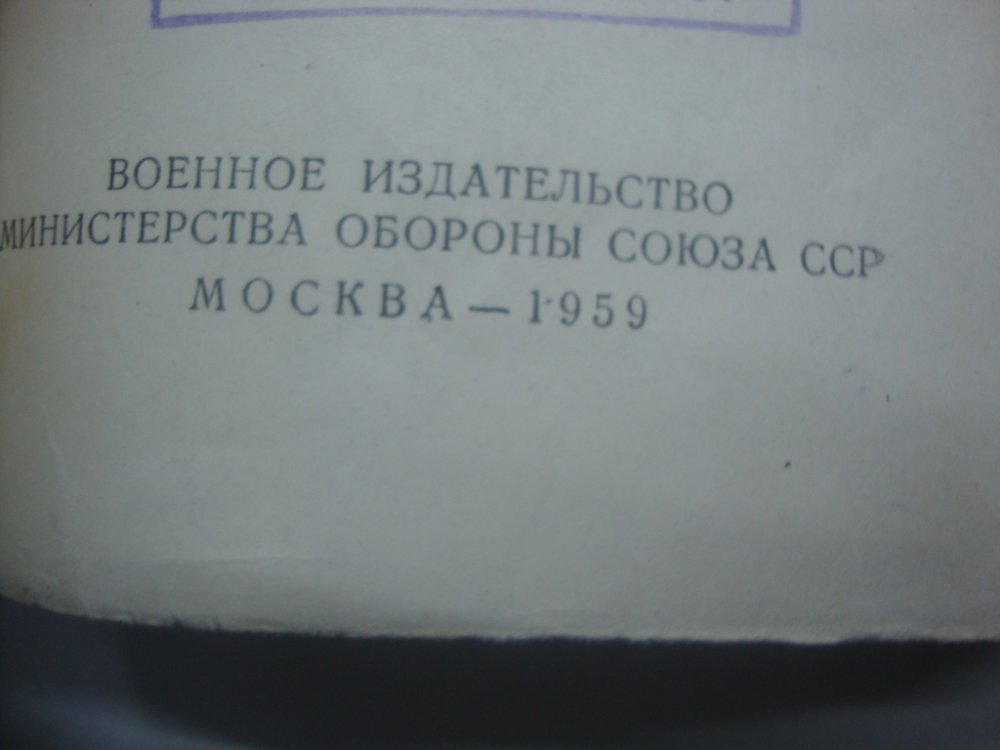 ВОЕННОЕ ИЗДАТЕЛЬСТВО
МИНИСТЕРСТВА ОБОРОНЫ СОЮЗА ССР
МОСКВА — 1959